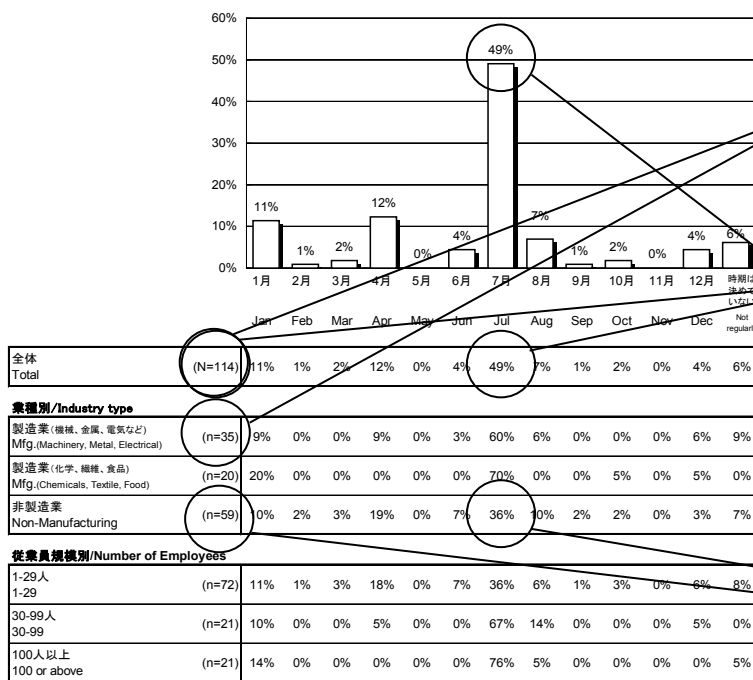 60%
50%
40%
30%
20%
10%
0%
11%
1%
2%
12%
0%
4%
49%
7%
1%
2%
0%
4%
6%
1月 2月 3月 4月 5月 6月 7月 8月 9月 10月 11月 12月 時期は
決めて
いない
Jan Feb Mar Apr May Jun Jul Aug Sep Oct Nov Dec Not
regularly
全体
Total (N=114) 11% 1% 2% 12% 0% 4% 49% 7% 1% 2% 0% 4% 6%
業種別/Industry type
製造業(機械、金属、電気など)
Mfg.(Machinery, Metal, Electrical) (n=35) 9% 0% 0% 9% 0% 3% 60% 6% 0% 0% 0% 6% 9%
製造業(化学、繊維、食品)
Mfg.(Chemicals, Textile, Food) (n=20) 20% 0% 0% 0% 0% 0% 70% 0% 0% 5% 0% 5% 0%
非製造業
Non-Manufacturing (n=59) 10% 2% 3% 19% 0% 7% 36% 10% 2% 2% 0% 3% 7%
従業員規模別/Number of Employees
1-29人
1-29 (n=72) 11% 1% 3% 18% 0% 7% 36% 6% 1% 3% 0% 6% 8%
30-99人
30-99 (n=21) 10% 0% 0% 5% 0% 0% 67% 14% 0% 0% 0% 5% 0%
100人以上
100 or above (n=21) 14% 0% 0% 0% 0% 0% 76% 5% 0% 0% 0% 0% 5%